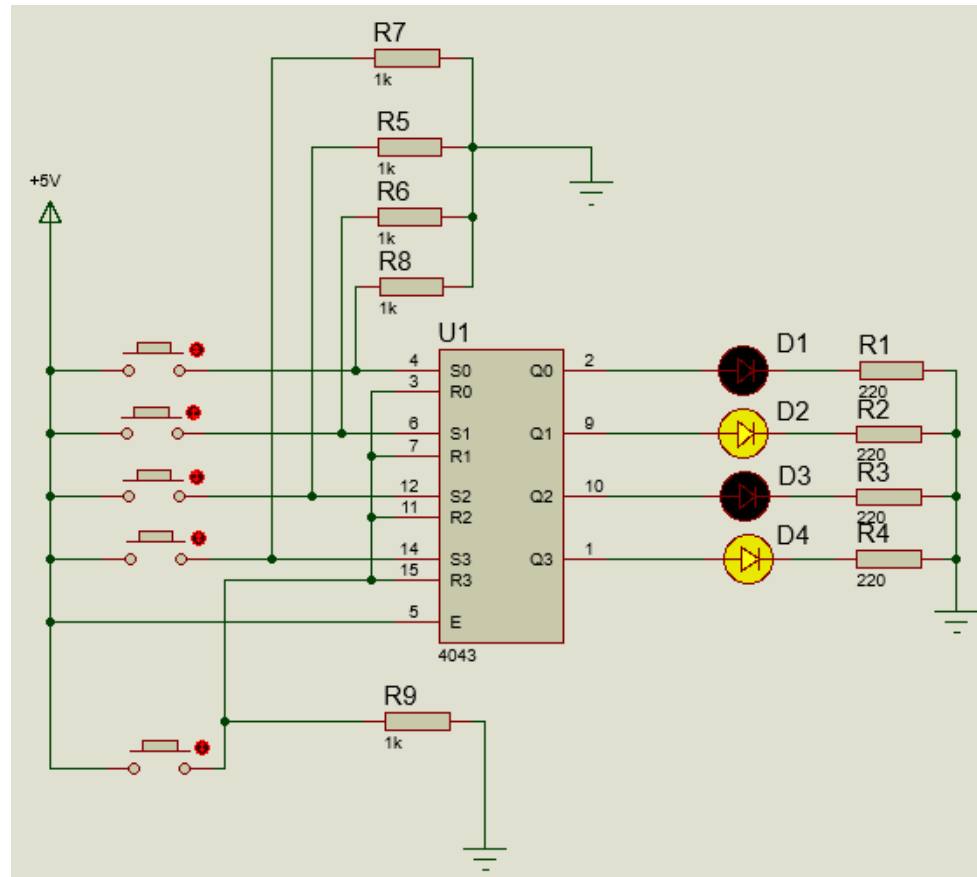 R7
1k
R5
1k
+5V
R6
1k
R8
1k
U1
4 S0 Q0 2 D1 R1
3 R0 220
6 S1 Q1 9 D2 R2
7 R1 220
12 S2 Q2 10 D3 R3
11 R2 220
14 S3 Q3 1 D4 R4
15 R3 220
5 E
4043
R9
1k